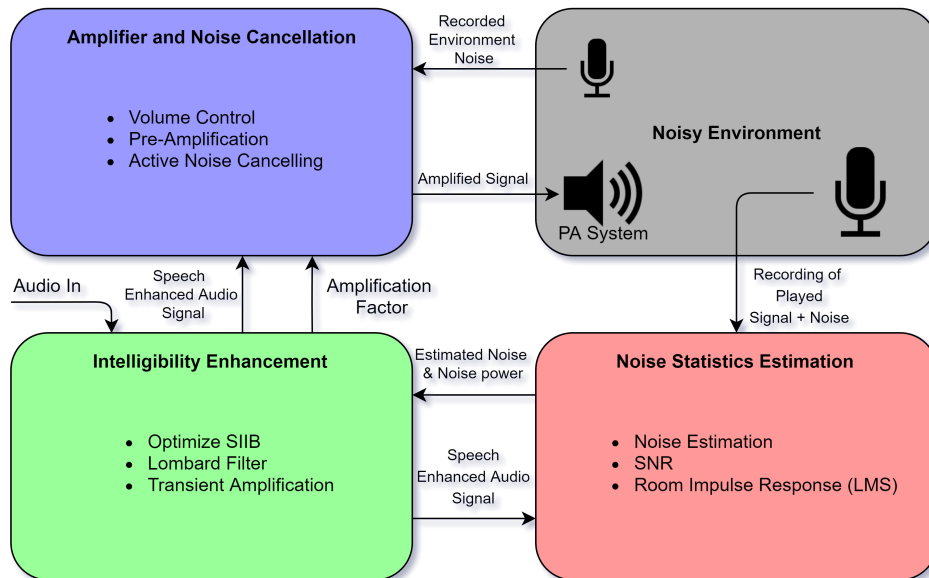 Amplifier and Noise Cancellation
• Volume Control
• Pre-Amplification
• Active Noise Cancelling
Recorded
Environment
Noise
Amplified Signal
Noisy Environment
PA System
Audio In
Speech
Enhanced Audio
Signal
Amplification
Factor
Recording of
Played
Signal + Noise
Intelligibility Enhancement
• Optimize SIIB
• Lombard Filter
• Transient Amplification
Estimated Noise
& Noise power
Speech
Enhanced Audio
Signal
Noise Statistics Estimation
• Noise Estimation
• SNR
• Room Impulse Response (LMS)